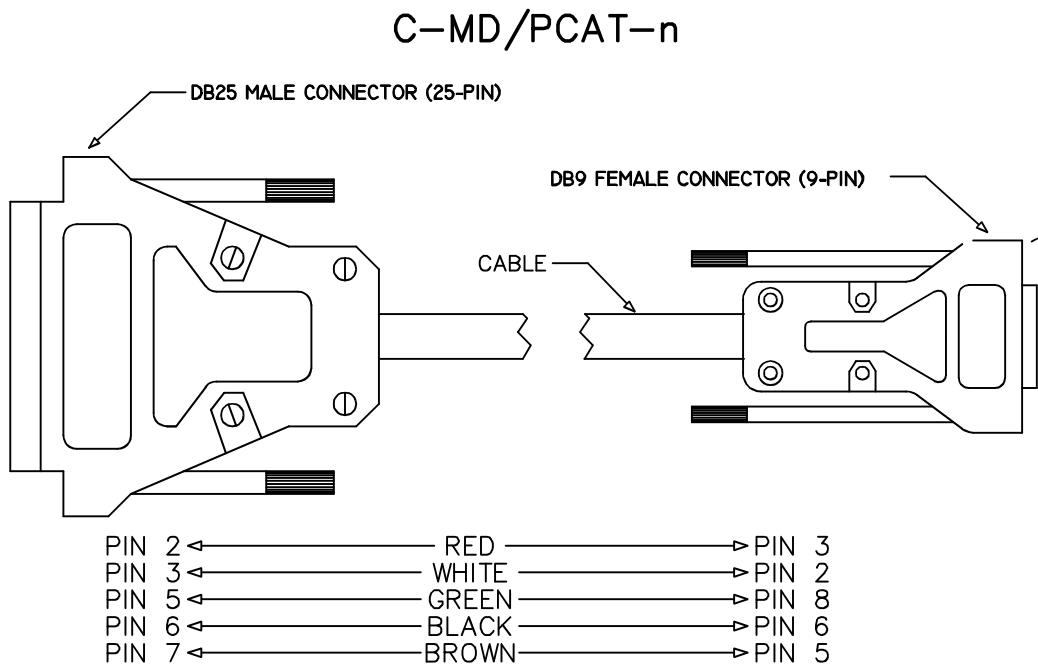 C-MD/PCAT-n
DB25 MALE CONNECTOR (25-PIN)
DB9 FEMALE CONNECTOR (9-PIN)
CABLE
PIN 2 RED PIN 3
PIN 3 WHITE PIN 2
PIN 5 GREEN PIN 8
PIN 6 BLACK PIN 6
PIN 7 BROWN PIN 5